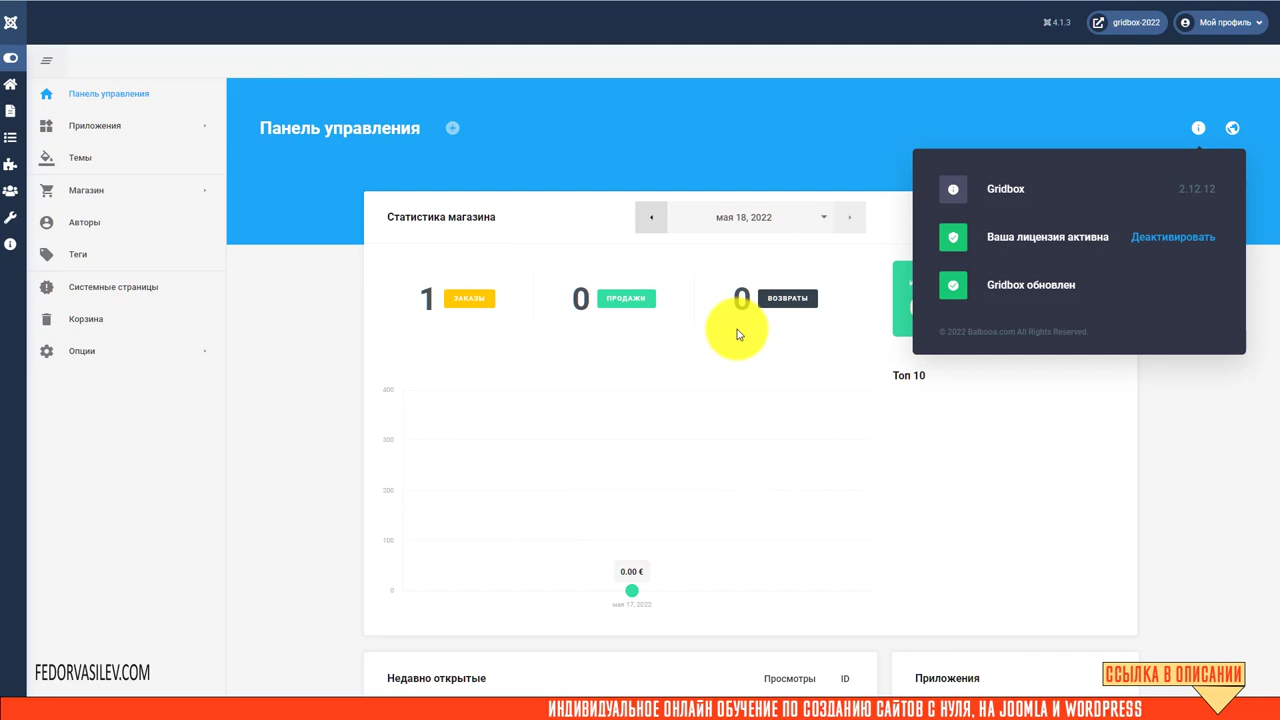 4.1.3
gridbox-2022
Мой профиль
Панель управления
Приложения
Темы
Магазин
Авторы
Теги
Системные страницы
Корзина
Опции
Панель управления
Gridbox 2.12.12
Ваша лицензия активна Деактивировать
Gridbox обновлен
© 2022 Balbooa.com All Rights Reserved.
Статистика магазина
мая 18, 2022
1 ЗАКАЗЫ
0 ПРОДАЖИ
0 ВОЗВРАТЫ
Топ 10
400
300
200
100
0
0.00 €
мая 17, 2022
Недавно открытые Просмотры ID
Приложения
FEDORVASILEV.COM
ССЫЛКА В ОПИСАНИИ
ИНДИВИДУАЛЬНОЕ ОНЛАЙН ОБУЧЕНИЕ ПО СОЗДАНИЮ САЙТОВ С НУЛЯ, НА JOOMLA И WORDPRESS